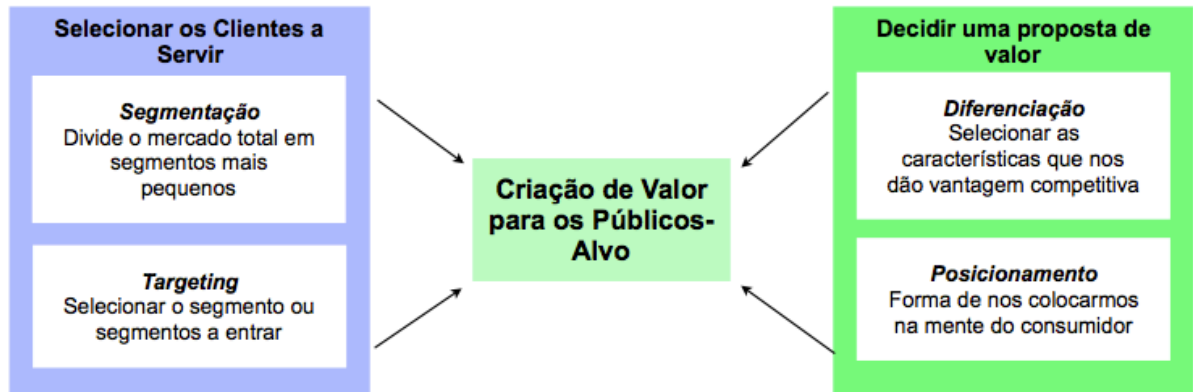 Selecionar os Clientes a
Servir
Segmentação
Divide o mercado total em
segmentos mais
pequenos
Targeting
Selecionar o segmento ou
segmentos a entrar
Criação de Valor
para os Públicos-
Alvo
Decidir uma proposta de
valor
Diferenciação
Selecionar as
características que nos
dão vantagem competitiva
Posicionamento
Forma de nos colocarmos
na mente do consumidor